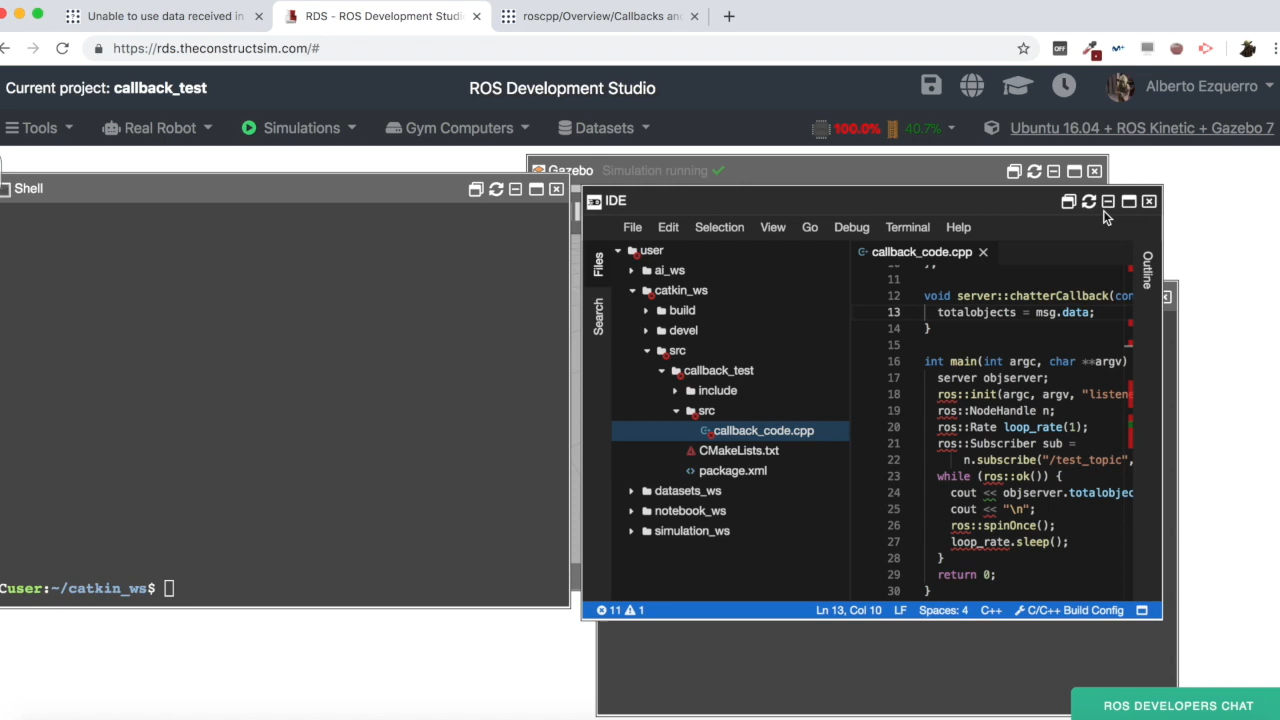 Unable to use data received in
RDS - ROS Development Studi
roscpp/Overview/Callbacks and
https://rds.theconstructsim.com/#
OFF
Current project: callback_test
ROS Development Studio
Alberto Ezquerro
Tools
Real Robot
Simulations
Gym Computers
Datasets
100.0%
40.7%
Ubuntu 16.04 + ROS Kinetic + Gazebo 7
Gazebo
Simulation running
Shell
user:~/catkin_ws$
IDE
File Edit Selection View Go Debug Terminal Help
Files
Search
user
ai_ws
catkin_ws
build
devel
src
callback_test
include
src
callback_code.cpp
CMakeLists.txt
package.xml
datasets_ws
notebook_ws
simulation_ws
callback_code.cpp
Outline
11
12 void server::chatterCallback(con
13 totalobjects = msg.data;
14 }
15
16 int main(int argc, char **argv)
17 server objserver;
18 ros::init(argc, argv, "listene
19 ros::NodeHandle n;
20 ros::Rate loop_rate(1);
21 ros::Subscriber sub =
22 n.subscribe("/test_topic",
23 while (ros::ok()) {
24 cout << objserver.totalobjec
25 cout << "\n";
26 ros::spinOnce();
27 loop_rate.sleep();
28 }
29 return 0;
30 }
11 1
Ln 13, Col 10 LF Spaces: 4 C++ C/C++ Build Config
ROS DEVELOPERS CHAT